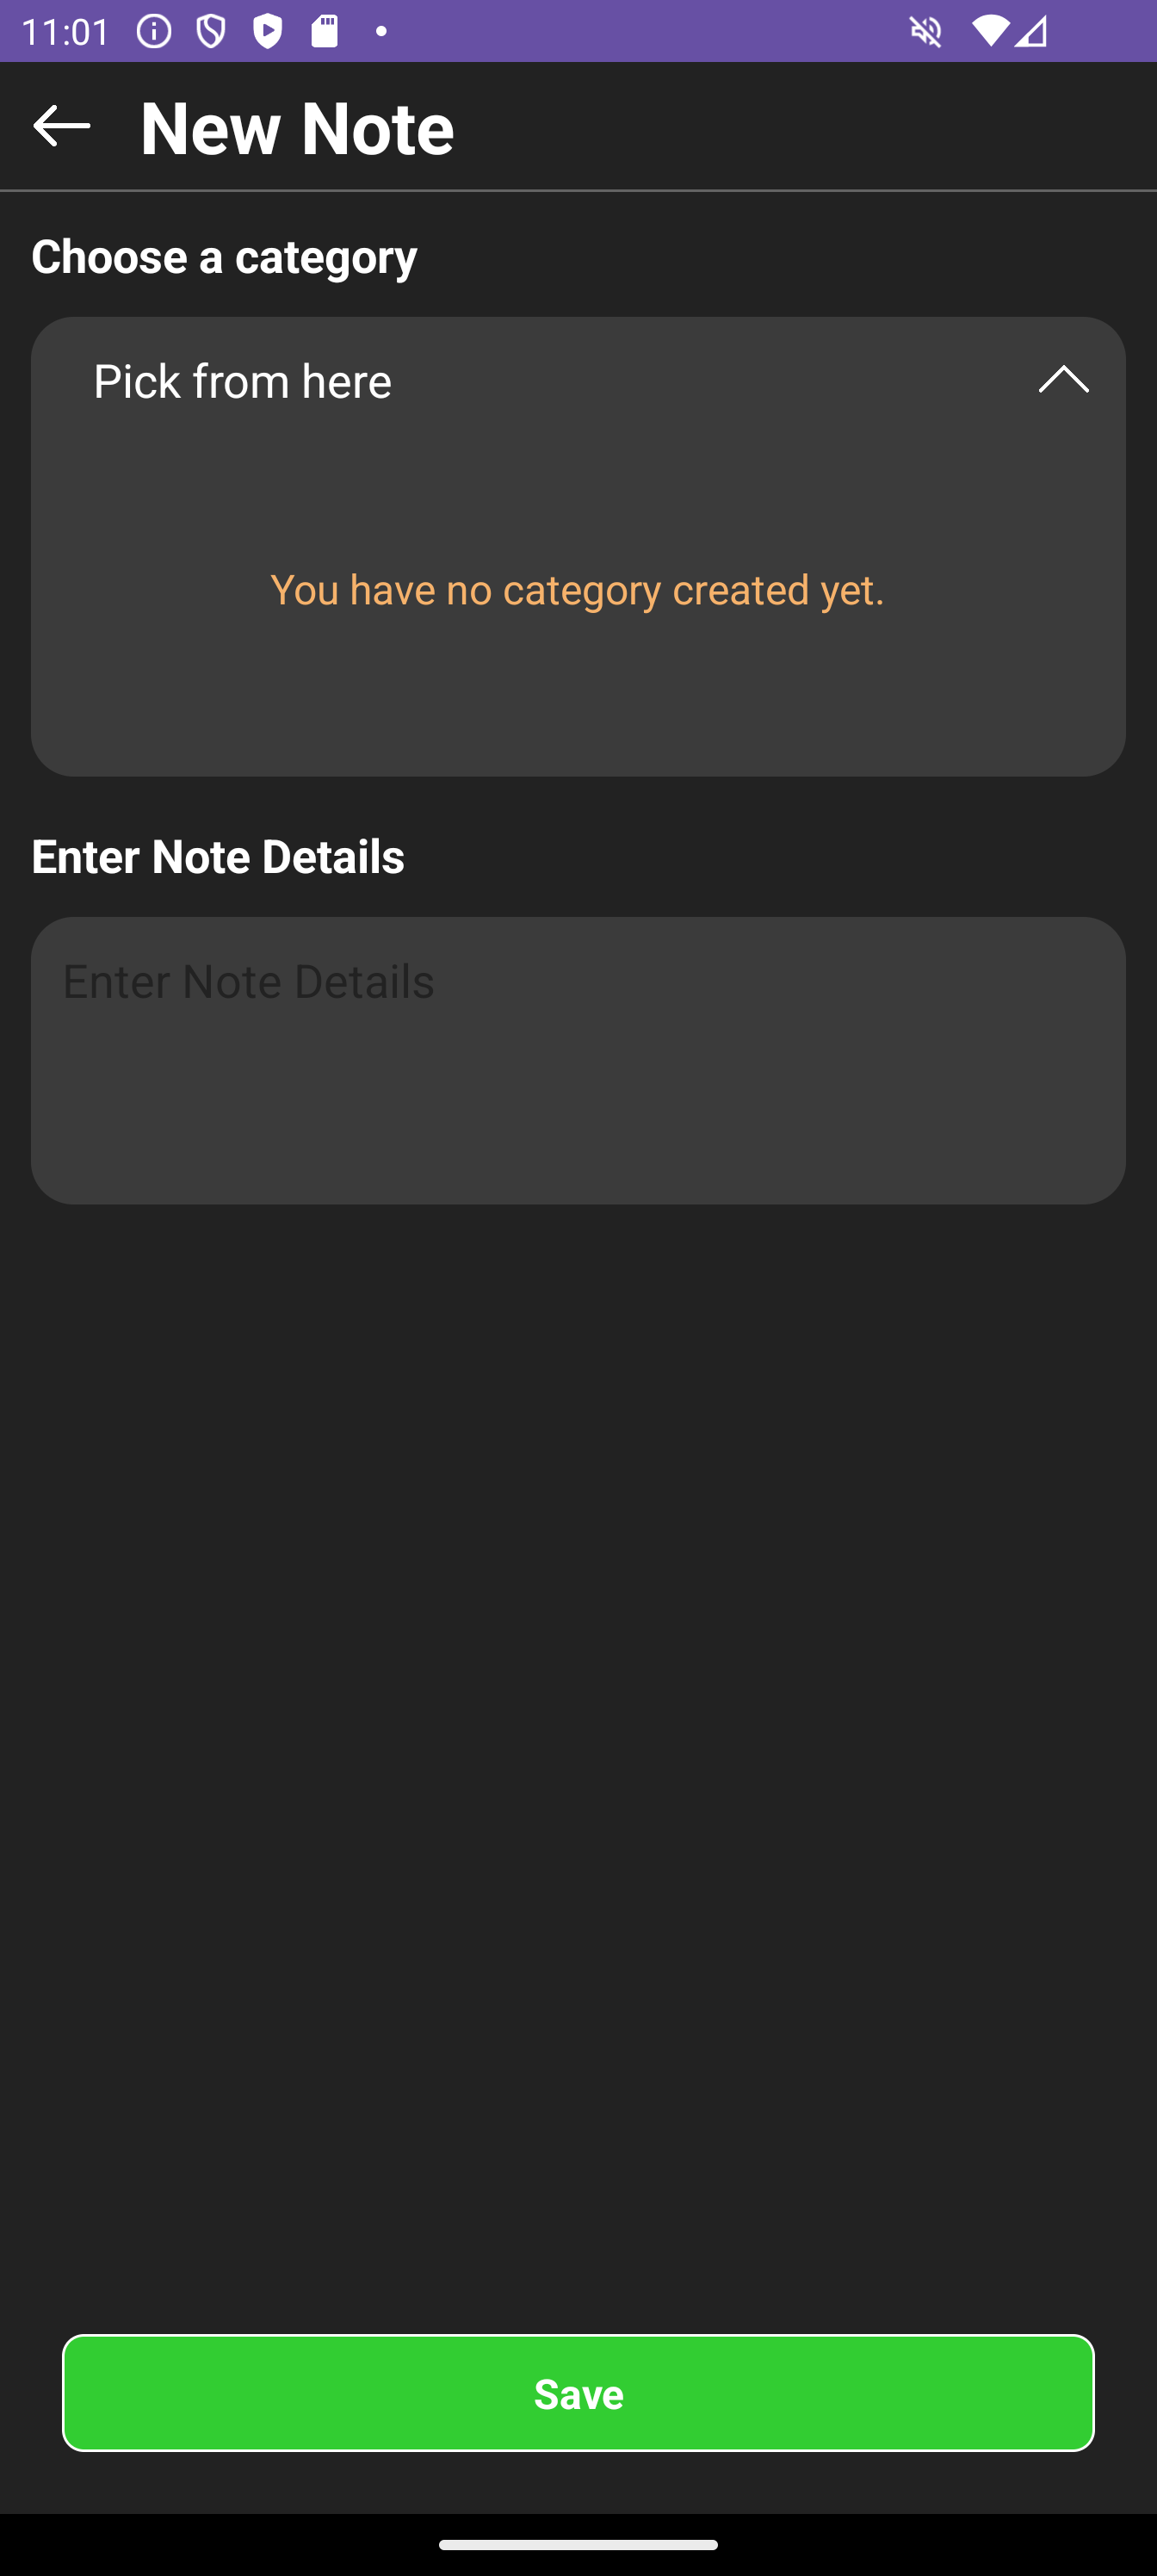 11:01
New Note
Choose a category
Pick from here
You have no category created yet.
Enter Note Details
Enter Note Details
Save